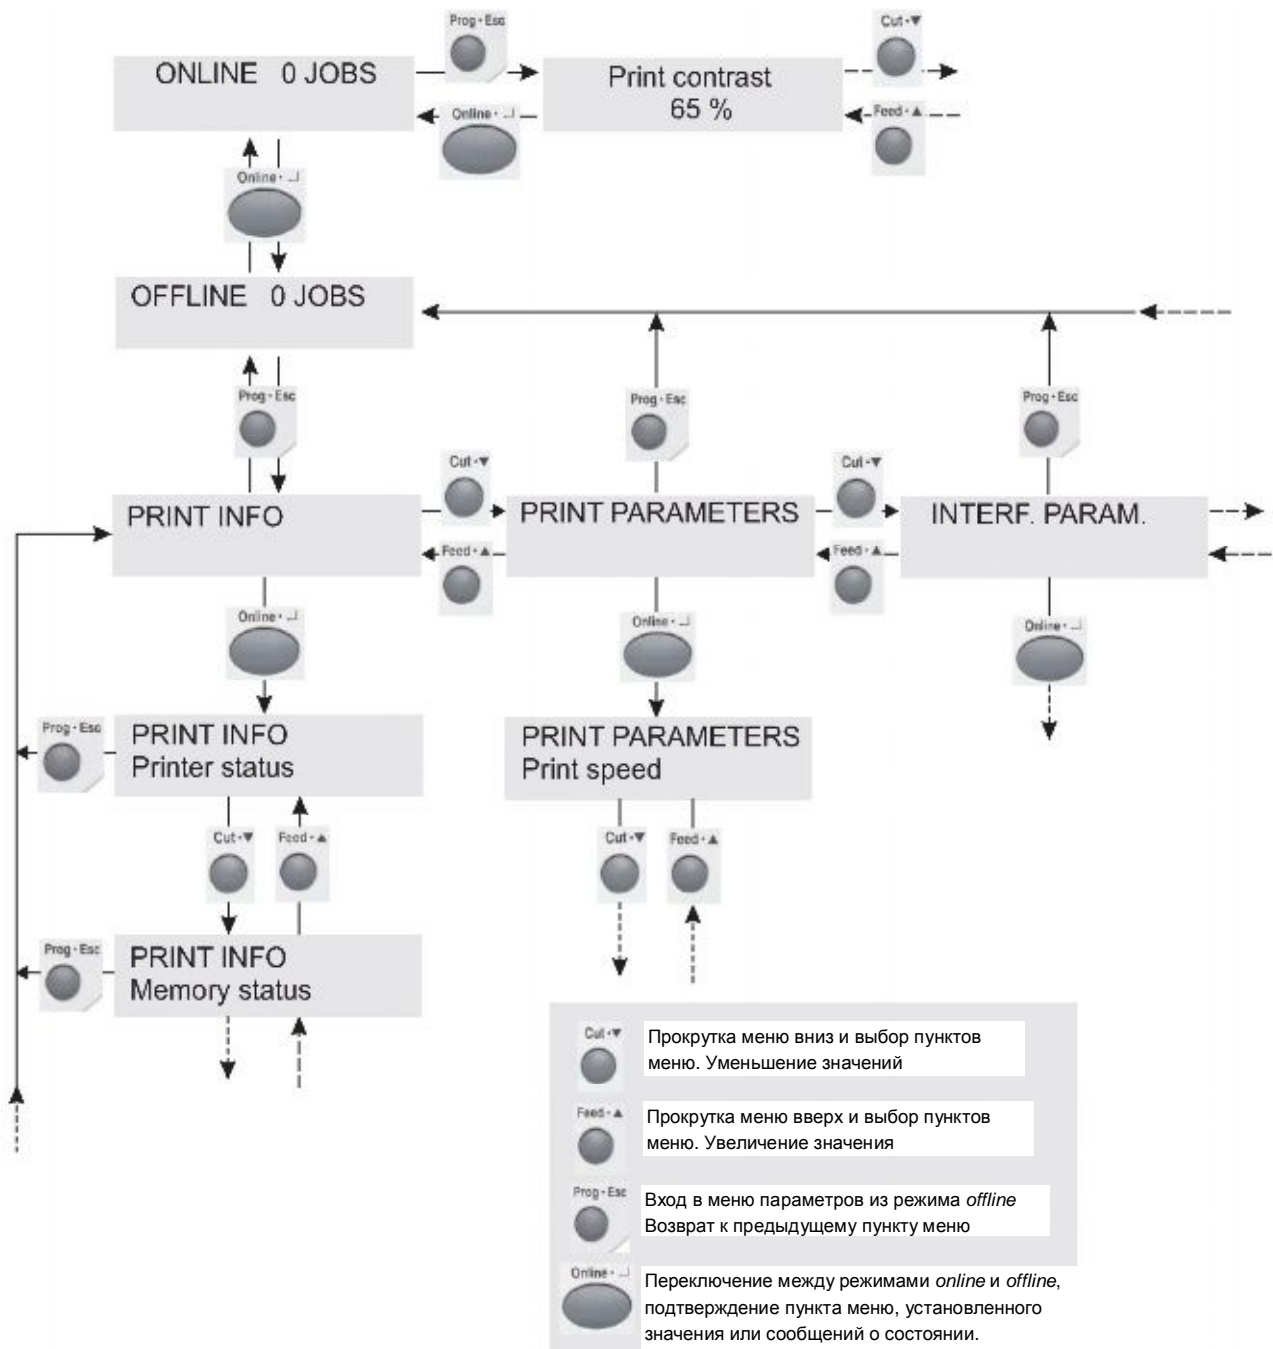 Prog • Esc
Cut • ▼
ONLINE 0 JOBS
Print contrast
65 %
Online • ↵
Feed • ▲
Online • ↵
OFFLINE 0 JOBS
Prog • Esc
Prog • Esc
Prog • Esc
Cut • ▼
Cut • ▼
PRINT INFO
PRINT PARAMETERS
INTERF. PARAM.
Feed • ▲
Feed • ▲
Online • ↵
Online • ↵
Online • ↵
Prog • Esc
PRINT INFO
Printer status
PRINT PARAMETERS
Print speed
Cut • ▼
Feed • ▲
Cut • ▼
Feed • ▲
Prog • Esc
PRINT INFO
Memory status
Cut • ▼
Прокрутка меню вниз и выбор пунктов
меню. Уменьшение значений
Feed • ▲
Прокрутка меню вверх и выбор пунктов
меню. Увеличение значения
Prog • Esc
Вход в меню параметров из режима offline
Возврат к предыдущему пункту меню
Online • ↵
Переключение между режимами online и offline,
подтверждение пункта меню, установленного
значения или сообщений о состоянии.